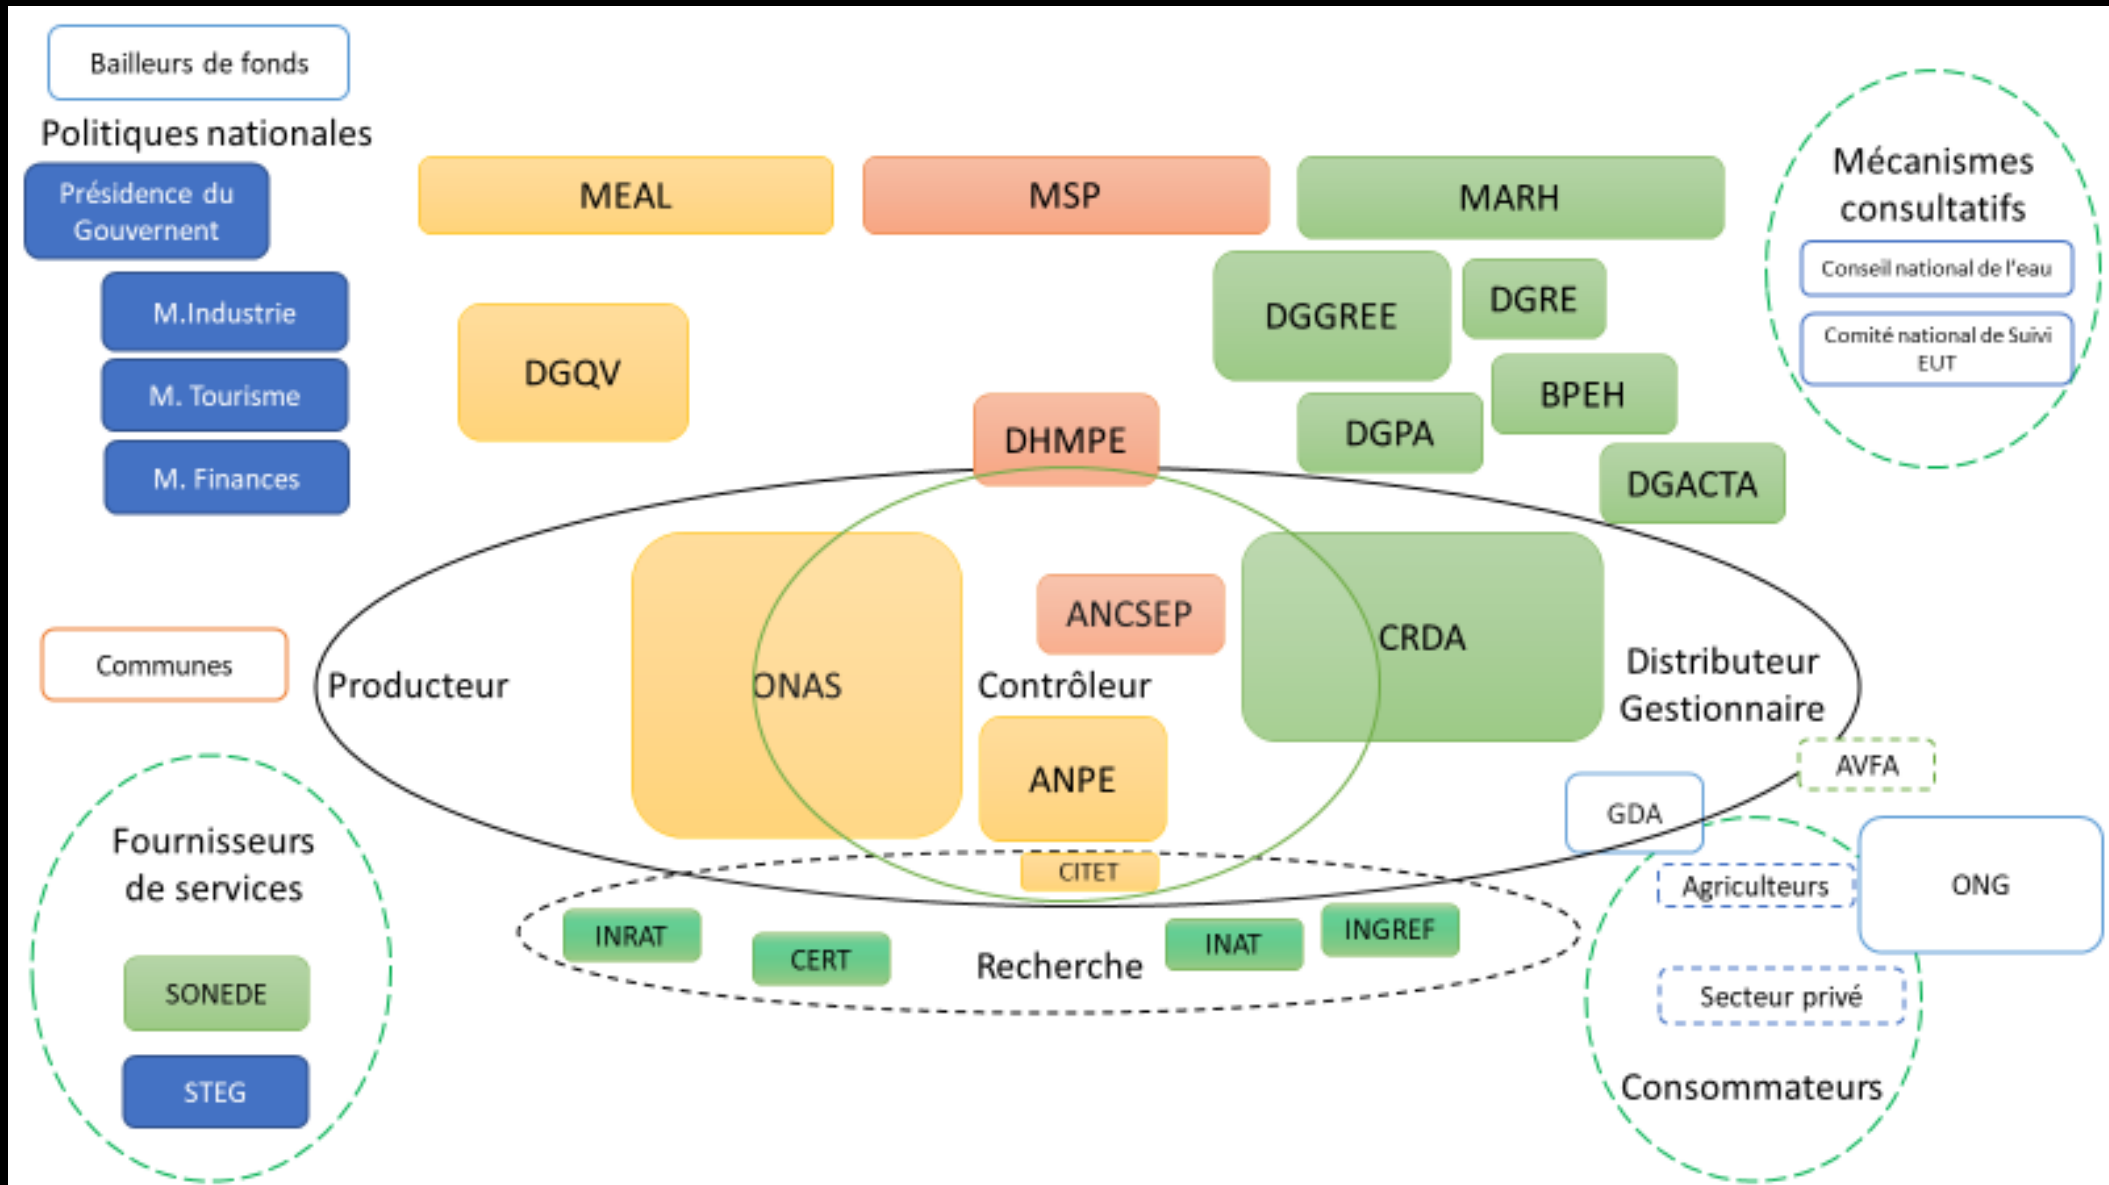 Bailleurs de fonds
Politiques nationales
Présidence du
Gouvernent
M.Industrie
M. Tourisme
M. Finances
MEAL
MSP
MARH
Mécanismes
consultatifs
Conseil national de l'eau
Comité national de Suivi
EUT
DGQV
DGGREE
DGRE
BPEH
DHMPE
DGPA
DGACTA
Communes
Producteur
ONAS
ANCSEP
Contrôleur
ANPE
CRDA
Distributeur
Gestionnaire
AVFA
GDA
Agriculteurs
ONG
Secteur privé
Consommateurs
CITET
INRAT
CERT
Recherche
INAT
INGREF
Fournisseurs
de services
SONEDE
STEG